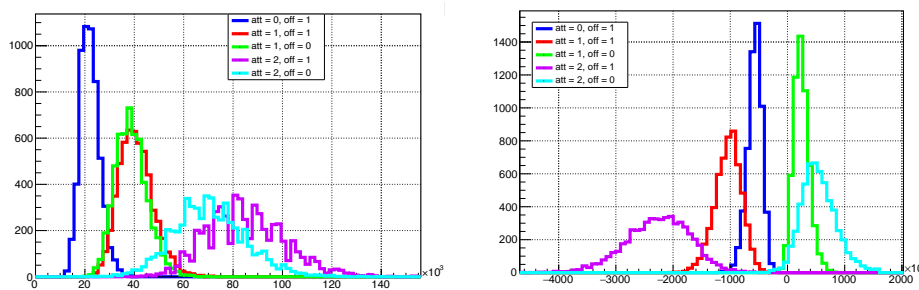 1000
800
600
400
200
0
0 20 40 60 80 100 120 140
×10³
att = 0, off = 1
att = 1, off = 1
att = 1, off = 0
att = 2, off = 1
att = 2, off = 0
1600
1400
1200
1000
800
600
400
200
0
-4000 -3000 -2000 -1000 0 1000 2000
att = 0, off = 1
att = 1, off = 1
att = 1, off = 0
att = 2, off = 1
att = 2, off = 0